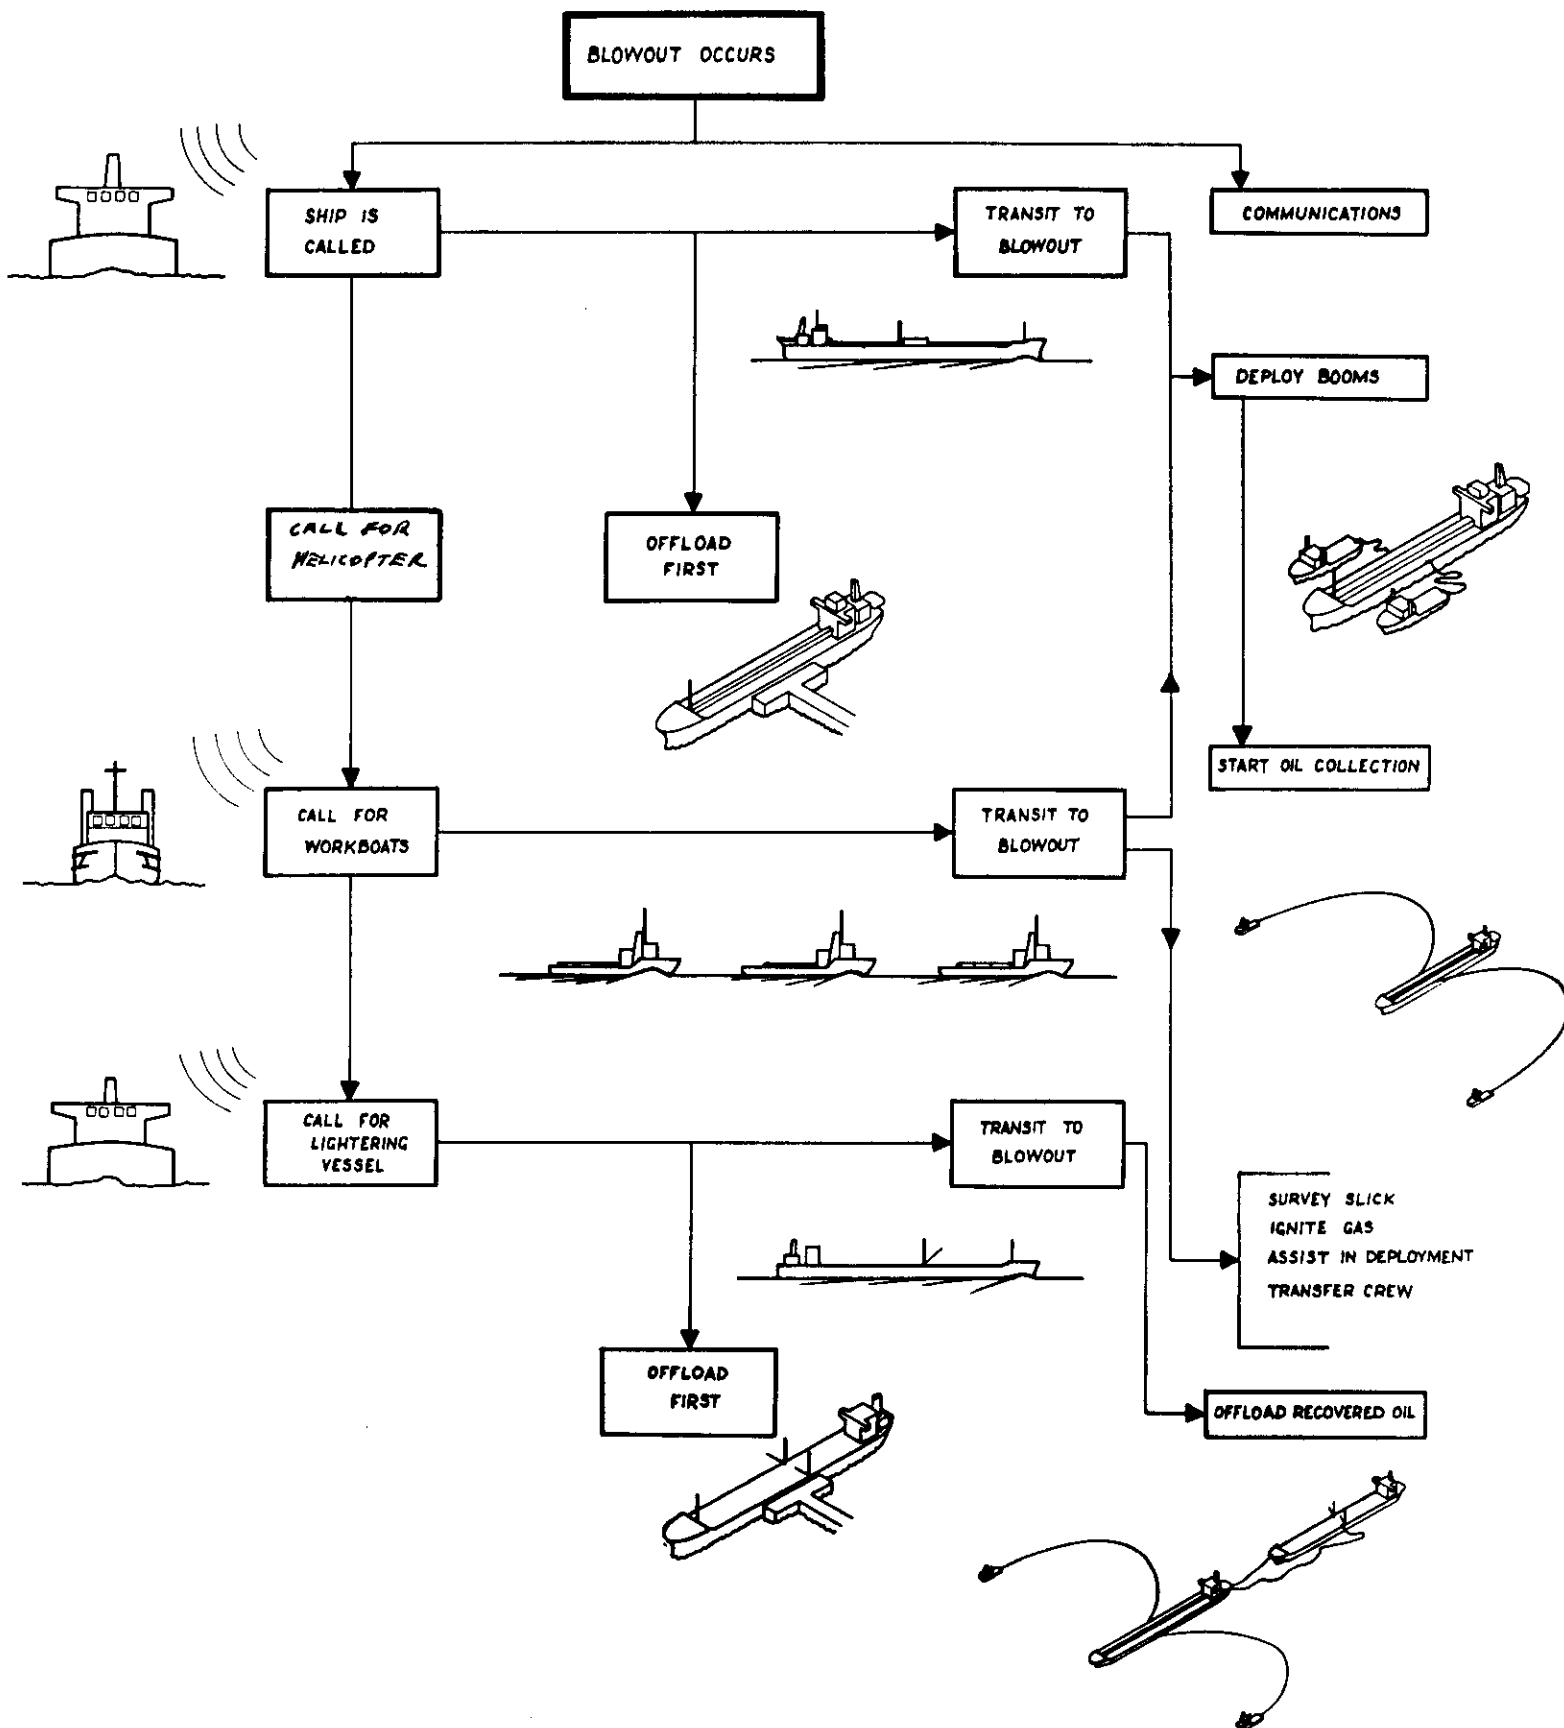 BLOWOUT OCCURS
SHIP IS
CALLED
TRANSIT TO
BLOWOUT
COMMUNICATIONS
DEPLOY BOOMS
CALL FOR
HELICOPTER
OFFLOAD
FIRST
START OIL COLLECTION
CALL FOR
WORKBOATS
TRANSIT TO
BLOWOUT
CALL FOR
LIGHTERING
VESSEL
TRANSIT TO
BLOWOUT
SURVEY SLICK
IGNITE GAS
ASSIST IN DEPLOYMENT
TRANSFER CREW
OFFLOAD
FIRST
OFFLOAD RECOVERED OIL